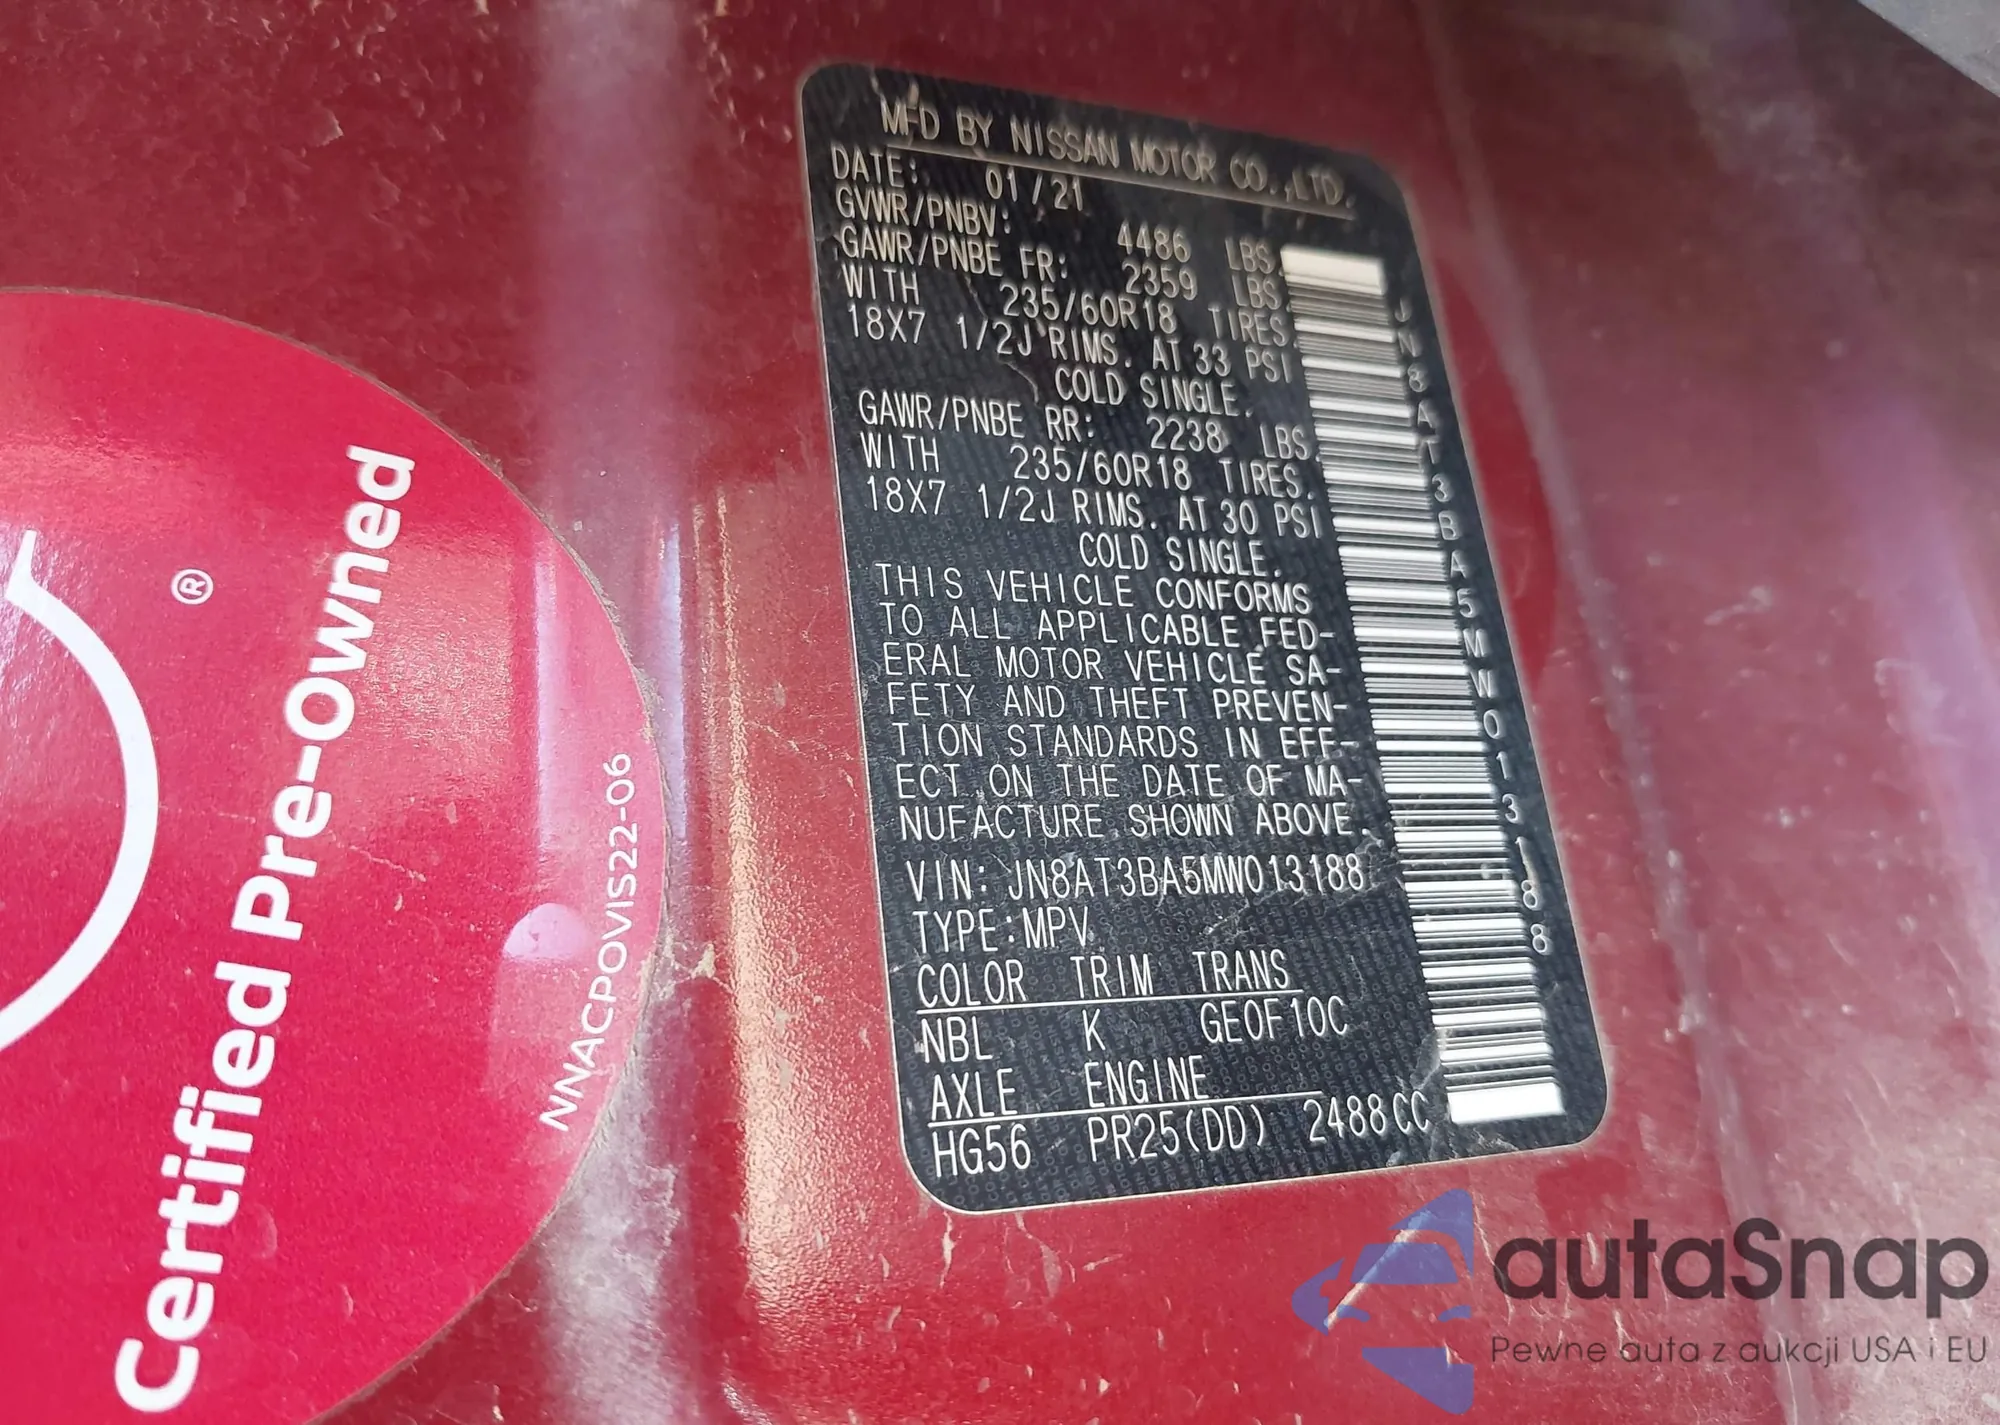 MFD BY NISSAN MOTOR CO.,LTD.
DATE: 01/21
GVWR/PNBV: 4486 LBS.
GAWR/PNBE FR: 2359 LBS
WITH 235/60R18 TIRES.
18X7 1/2J RIMS. AT 33 PSI
COLD SINGLE.
GAWR/PNBE RR: 2238 LBS
WITH 235/60R18 TIRES.
18X7 1/2J RIMS. AT 30 PSI
COLD SINGLE.
THIS VEHICLE CONFORMS
TO ALL APPLICABLE FED-
ERAL MOTOR VEHICLE SA-
FETY AND THEFT PREVEN-
TION STANDARDS IN EFF-
ECT ON THE DATE OF MA-
NUFACTURE SHOWN ABOVE.
VIN: JN8AT3BA5MW013188
TYPE:MPV
COLOR TRIM TRANS
NBL K GEOF10C
AXLE ENGINE
HG56 PR25(DD) 2488CC
JN8AT3BA5MW013188
®
Certified Pre-Owned
NNACPOVIS22-06
autaSnap
Pewne auta z aukcji USA i EU